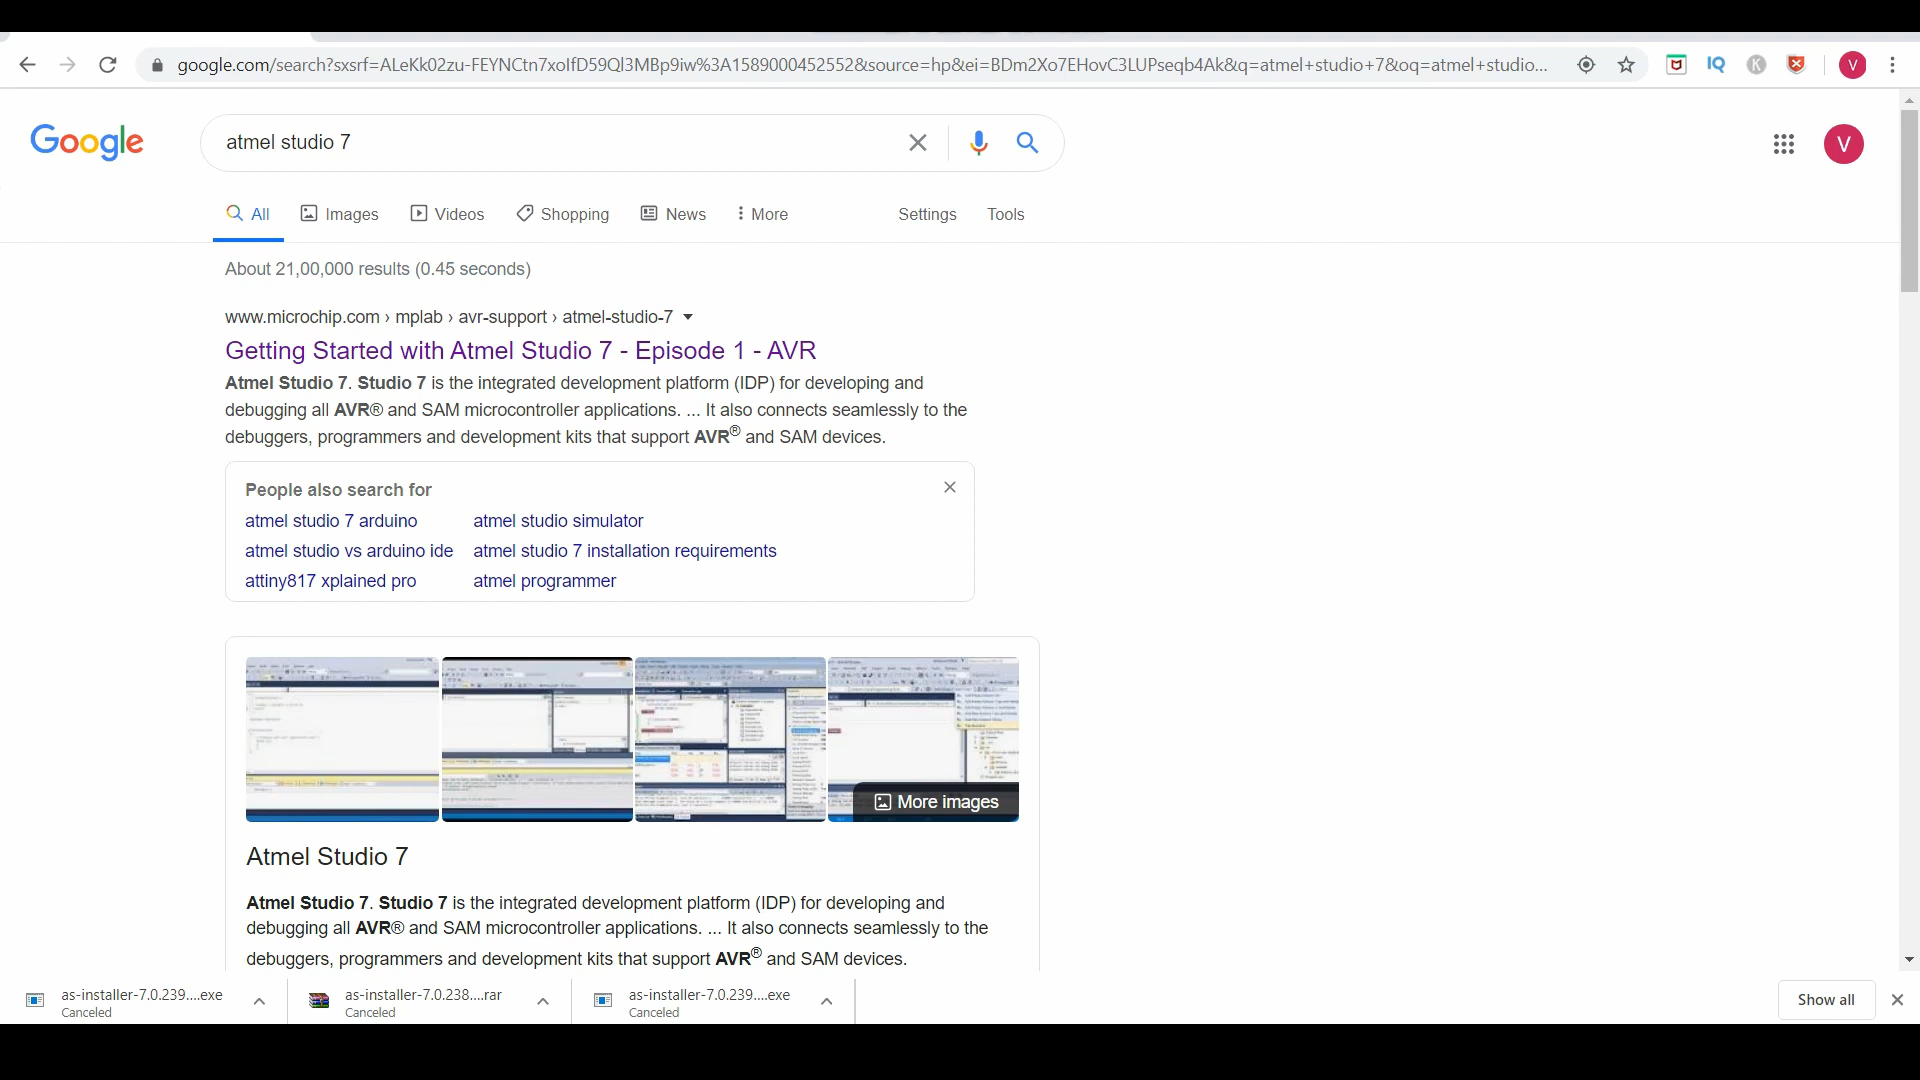 google.com/search?sxsrf=ALeKk02zu-FEYNCtn7xoIfD59Ql3MBp9iw%3A1589000452552&source=hp&ei=BDm2Xo7EHovC3LUPseqb4Ak&q=atmel+studio+7&oq=atmel+studio...
V
Google
atmel studio 7
V
All Images Videos Shopping News More Settings Tools
About 21,00,000 results (0.45 seconds)
www.microchip.com › mplab › avr-support › atmel-studio-7
Getting Started with Atmel Studio 7 - Episode 1 - AVR
Atmel Studio 7. Studio 7 is the integrated development platform (IDP) for developing and
debugging all AVR® and SAM microcontroller applications. ... It also connects seamlessly to the
debuggers, programmers and development kits that support AVR® and SAM devices.
People also search for
atmel studio 7 arduino atmel studio simulator
atmel studio vs arduino ide atmel studio 7 installation requirements
attiny817 xplained pro atmel programmer
More images
Atmel Studio 7
Atmel Studio 7. Studio 7 is the integrated development platform (IDP) for developing and
debugging all AVR® and SAM microcontroller applications. ... It also connects seamlessly to the
debuggers, programmers and development kits that support AVR® and SAM devices.
as-installer-7.0.239....exe as-installer-7.0.238....rar as-installer-7.0.239....exe Show all
Canceled Canceled Canceled